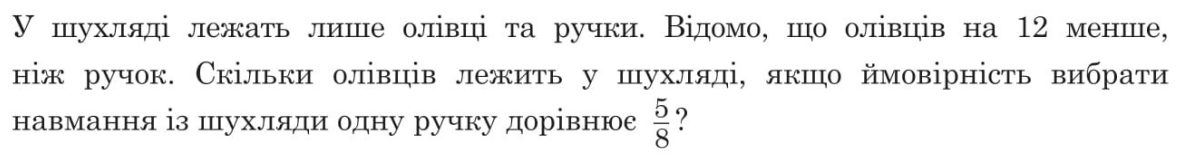 У шухляді лежать лише олівці та ручки. Відомо, що олівців на 12 менше,
ніж ручок. Скільки олівців лежить у шухляді, якщо ймовірність вибрати
навмання із шухляди одну ручку дорівнює 5/8?